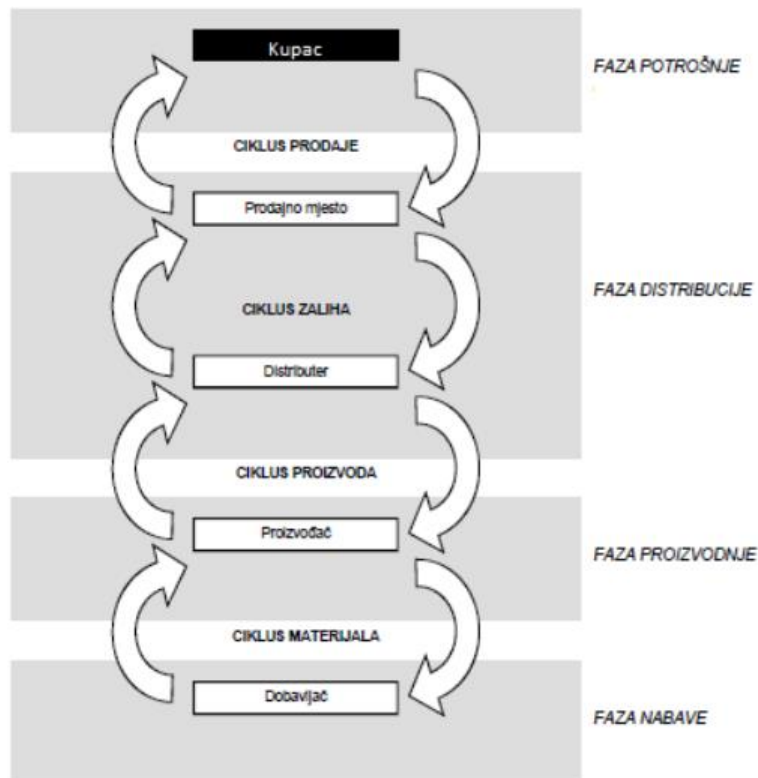 Kupac
FAZA POTROŠNJE
CIKLUS PRODAJE
Prodajno mjesto
FAZA DISTRIBUCIJE
CIKLUS ZALIHA
Distributer
CIKLUS PROIZVODA
Proizvođač
FAZA PROIZVODNJE
CIKLUS MATERIJALA
Dobavljač
FAZA NABAVE